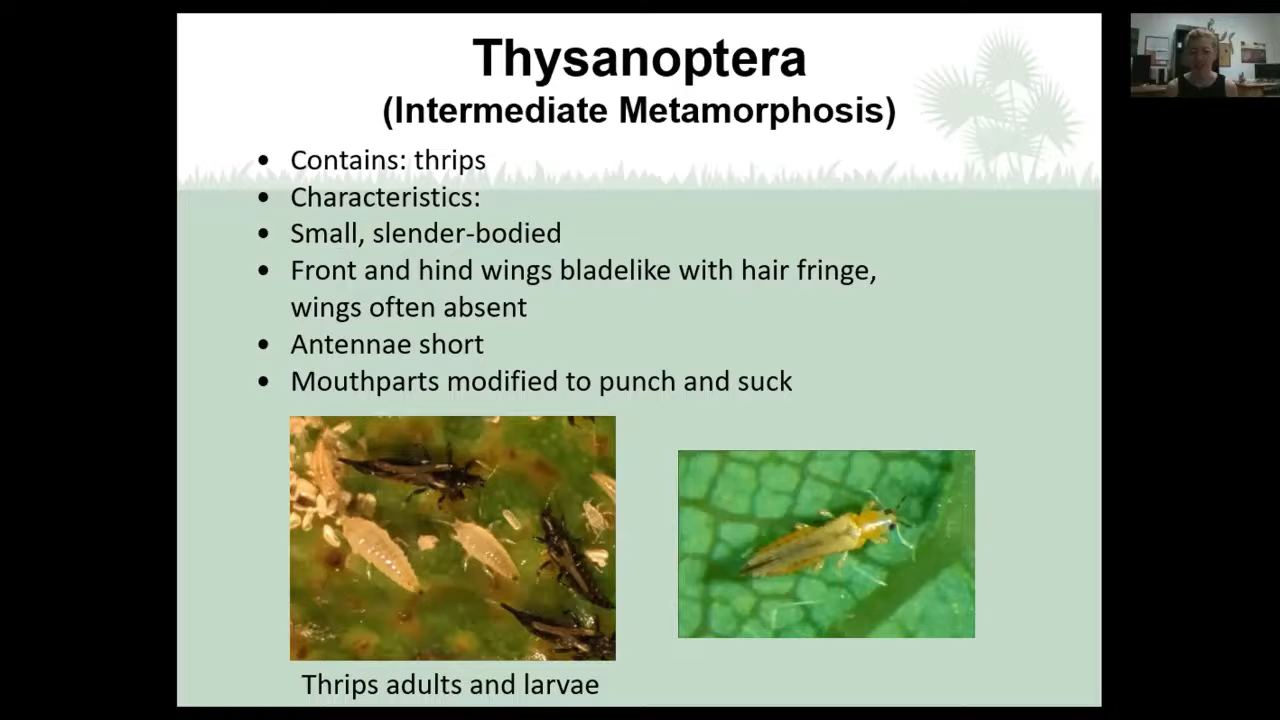 Thysanoptera
(Intermediate Metamorphosis)
• Contains: thrips
• Characteristics:
• Small, slender-bodied
• Front and hind wings bladelike with hair fringe,
wings often absent
• Antennae short
• Mouthparts modified to punch and suck
Thrips adults and larvae